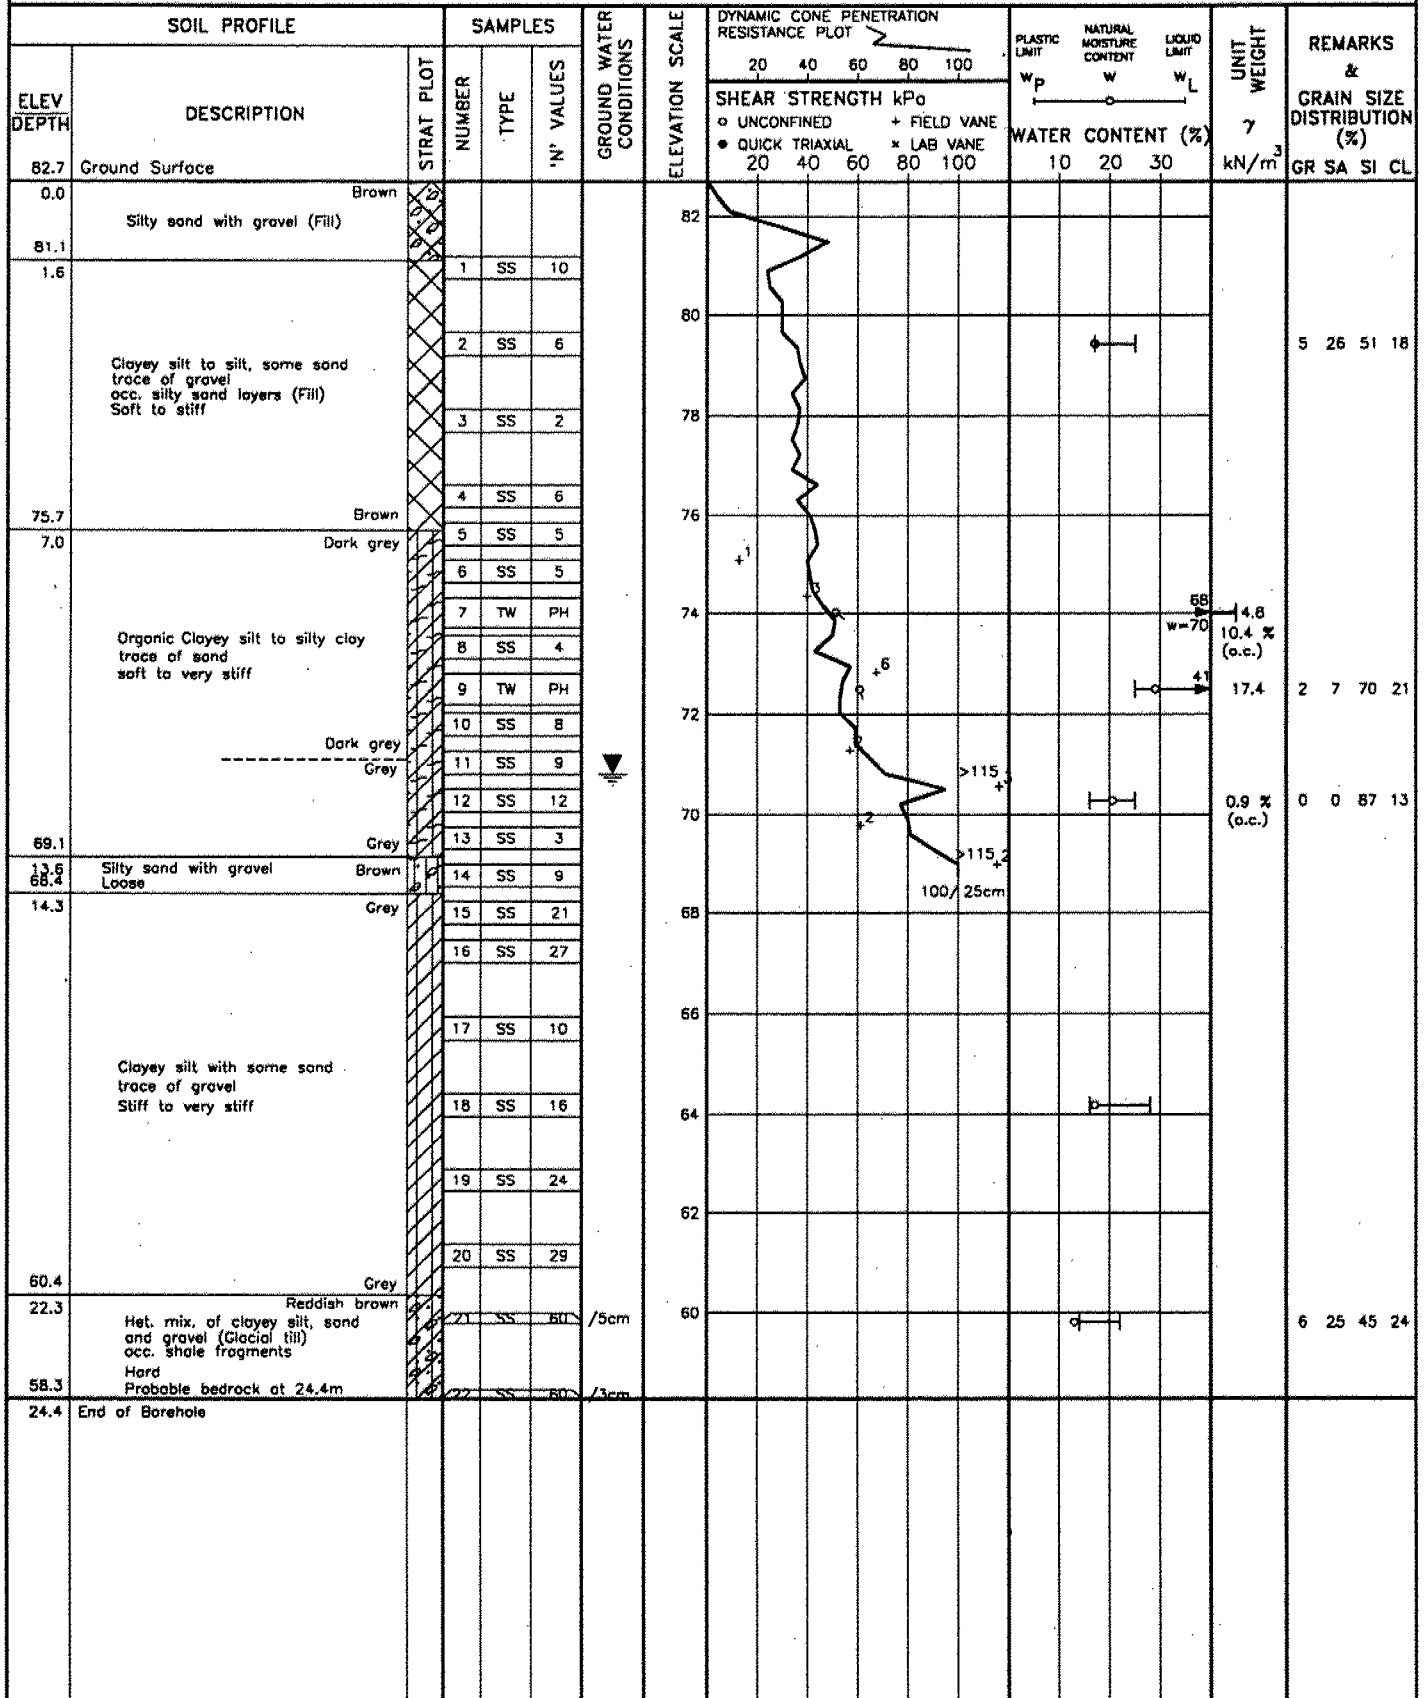 SOIL PROFILE
SAMPLES
GROUND WATER CONDITIONS
ELEVATION SCALE
DYNAMIC CONE PENETRATION
RESISTANCE PLOT
20 40 60 80 100
SHEAR STRENGTH kPa
o UNCONFINED + FIELD VANE
● QUICK TRIAXIAL × LAB VANE
20 40 60 80 100
PLASTIC LIMIT
NATURAL MOISTURE CONTENT
LIQUID LIMIT
wP w wL
WATER CONTENT (%)
10 20 30
UNIT WEIGHT
γ
kN/m3
REMARKS
&
GRAIN SIZE
DISTRIBUTION
(%)
GR SA SI CL
ELEV
DEPTH
DESCRIPTION
STRAT PLOT
NUMBER
TYPE
'N' VALUES
82.7 Ground Surface
0.0 Brown
Silty sand with gravel (Fill)
81.1
1.6
Clayey silt to silt, some sand
trace of gravel
occ. silty sand layers (Fill)
Soft to stiff
75.7 Brown
7.0 Dark grey
Organic Clayey silt to silty clay
trace of sand
soft to very stiff
Dark grey
Grey
69.1 Grey
13.6 Silty sand with gravel Brown
68.4 Loose
14.3 Grey
Clayey silt with some sand
trace of gravel
Stiff to very stiff
60.4 Grey
22.3 Reddish brown
Het. mix. of clayey silt, sand
and gravel (Glacial till)
occ. shale fragments
Hard
58.3 Probable bedrock at 24.4m
24.4 End of Borehole
1 SS 10
2 SS 6
3 SS 2
4 SS 6
5 SS 5
6 SS 5
7 TW PH
8 SS 4
9 TW PH
10 SS 8
11 SS 9
12 SS 12
13 SS 3
14 SS 9
15 SS 21
16 SS 27
17 SS 10
18 SS 16
19 SS 24
20 SS 29
21 SS 60 /5cm
22 SS 60 /3cm
82
80
78
76
74
72
70
68
66
64
62
60
1
3
6
2
>115
2
>115 2
100/ 25cm
68
w=70
41
4.8
10.4 %
(o.c.)
17.4
0.9 %
(o.c.)
5 26 51 18
2 7 70 21
0 0 87 13
6 25 45 24